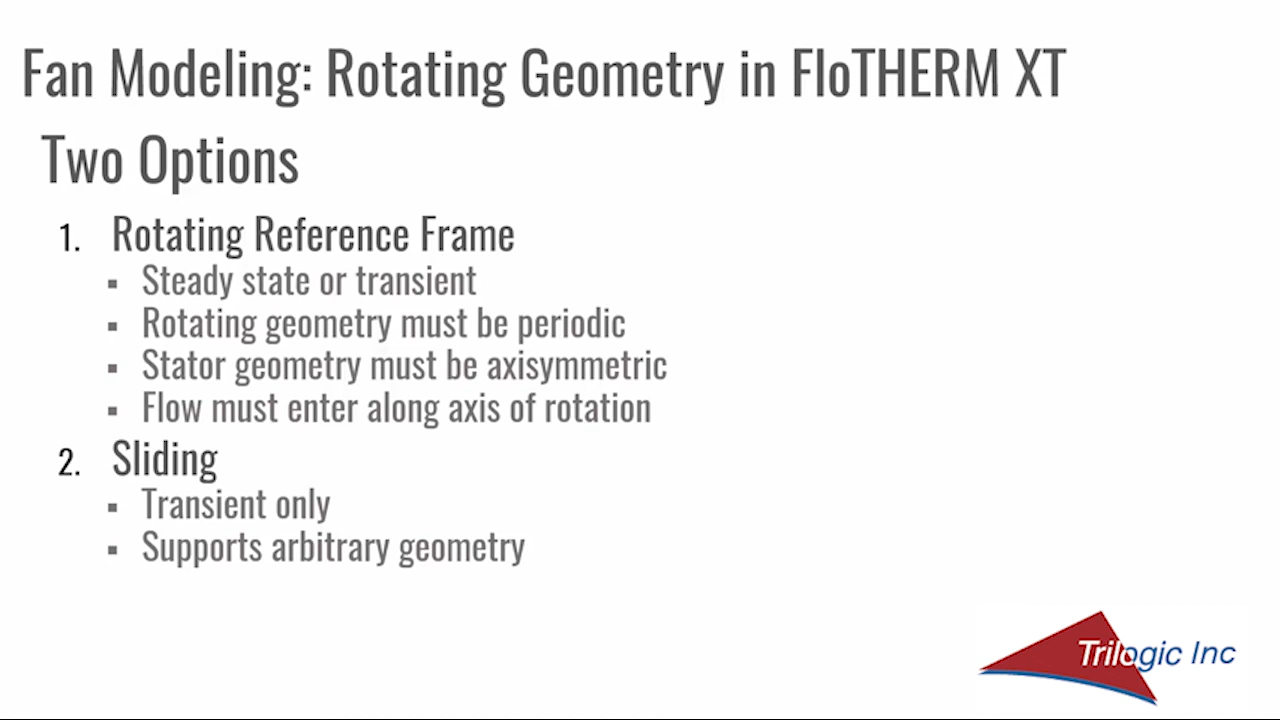 Fan Modeling: Rotating Geometry in FloTHERM XT
Two Options
1. Rotating Reference Frame
▪ Steady state or transient
▪ Rotating geometry must be periodic
▪ Stator geometry must be axisymmetric
▪ Flow must enter along axis of rotation
2. Sliding
▪ Transient only
▪ Supports arbitrary geometry
Trilogic Inc